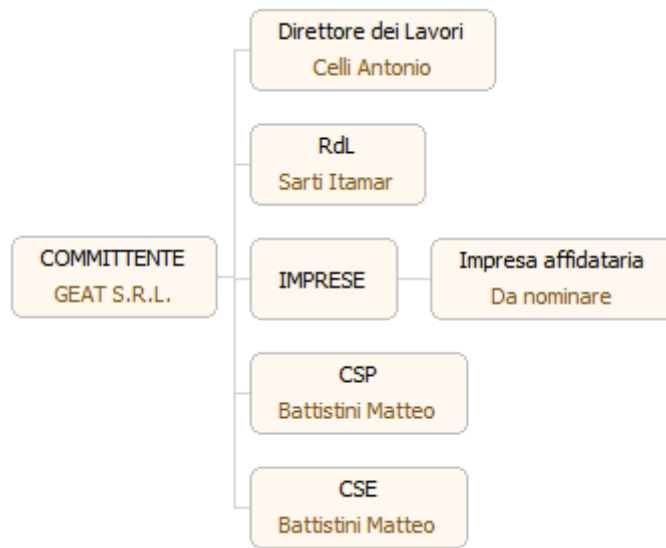 Direttore dei Lavori
Celli Antonio
RdL
Sarti Itamar
COMMITTENTE
GEAT S.R.L.
IMPRESE
Impresa affidataria
Da nominare
CSP
Battistini Matteo
CSE
Battistini Matteo